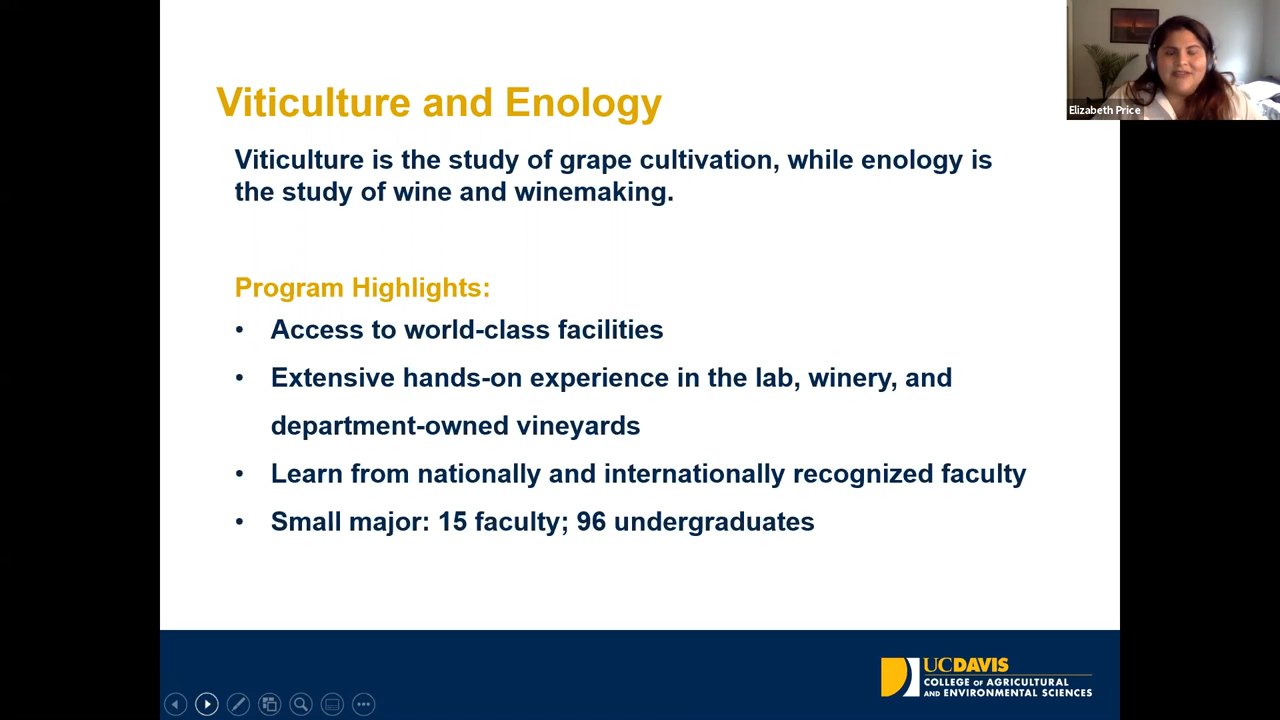 Viticulture and Enology
Elizabeth Price
Viticulture is the study of grape cultivation, while enology is
the study of wine and winemaking.
Program Highlights:
• Access to world-class facilities
• Extensive hands-on experience in the lab, winery, and
department-owned vineyards
• Learn from nationally and internationally recognized faculty
• Small major: 15 faculty; 96 undergraduates
UCDAVIS
COLLEGE OF AGRICULTURAL
AND ENVIRONMENTAL SCIENCES